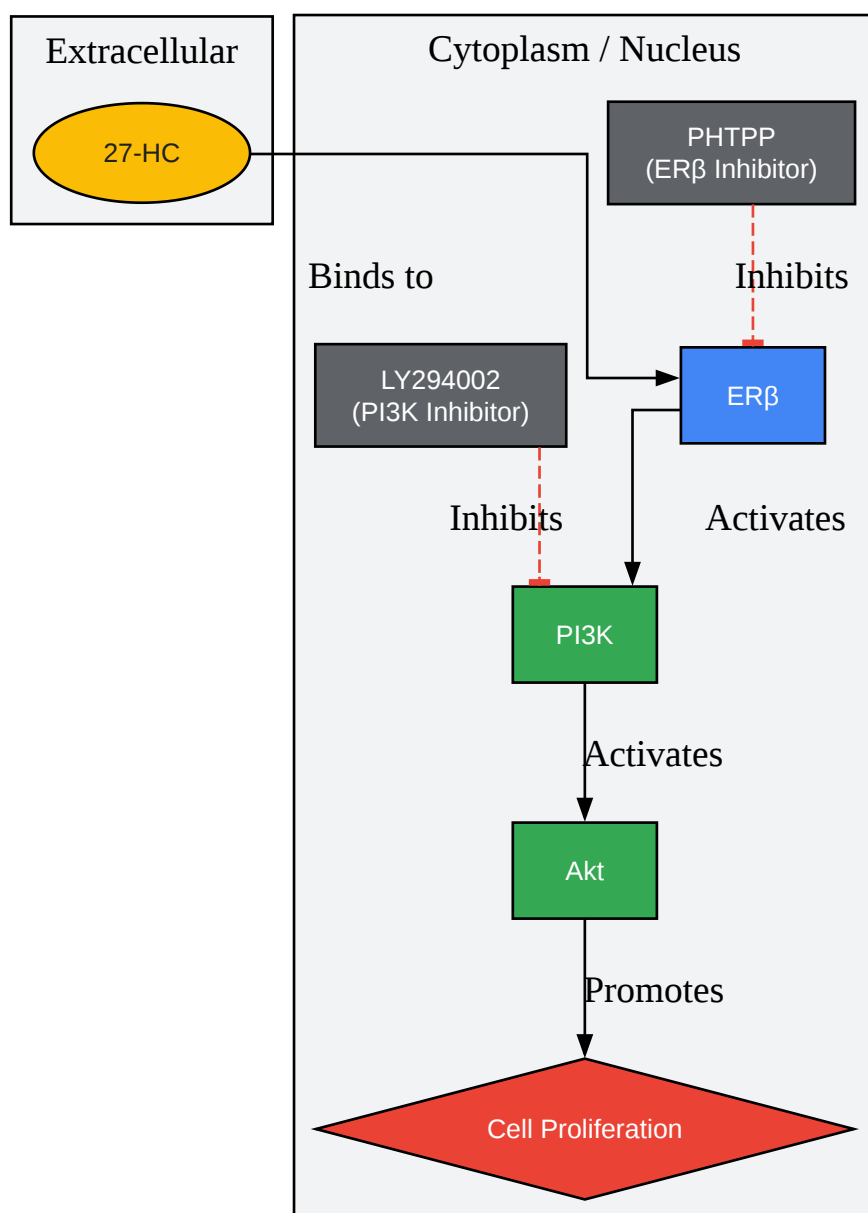 Extracellular
Cytoplasm / Nucleus
27-HC
PHTPP
(ERβ Inhibitor)
Binds to
Inhibits
LY294002
(PI3K Inhibitor)
ERβ
Inhibits
Activates
PI3K
Activates
Akt
Promotes
Cell Proliferation